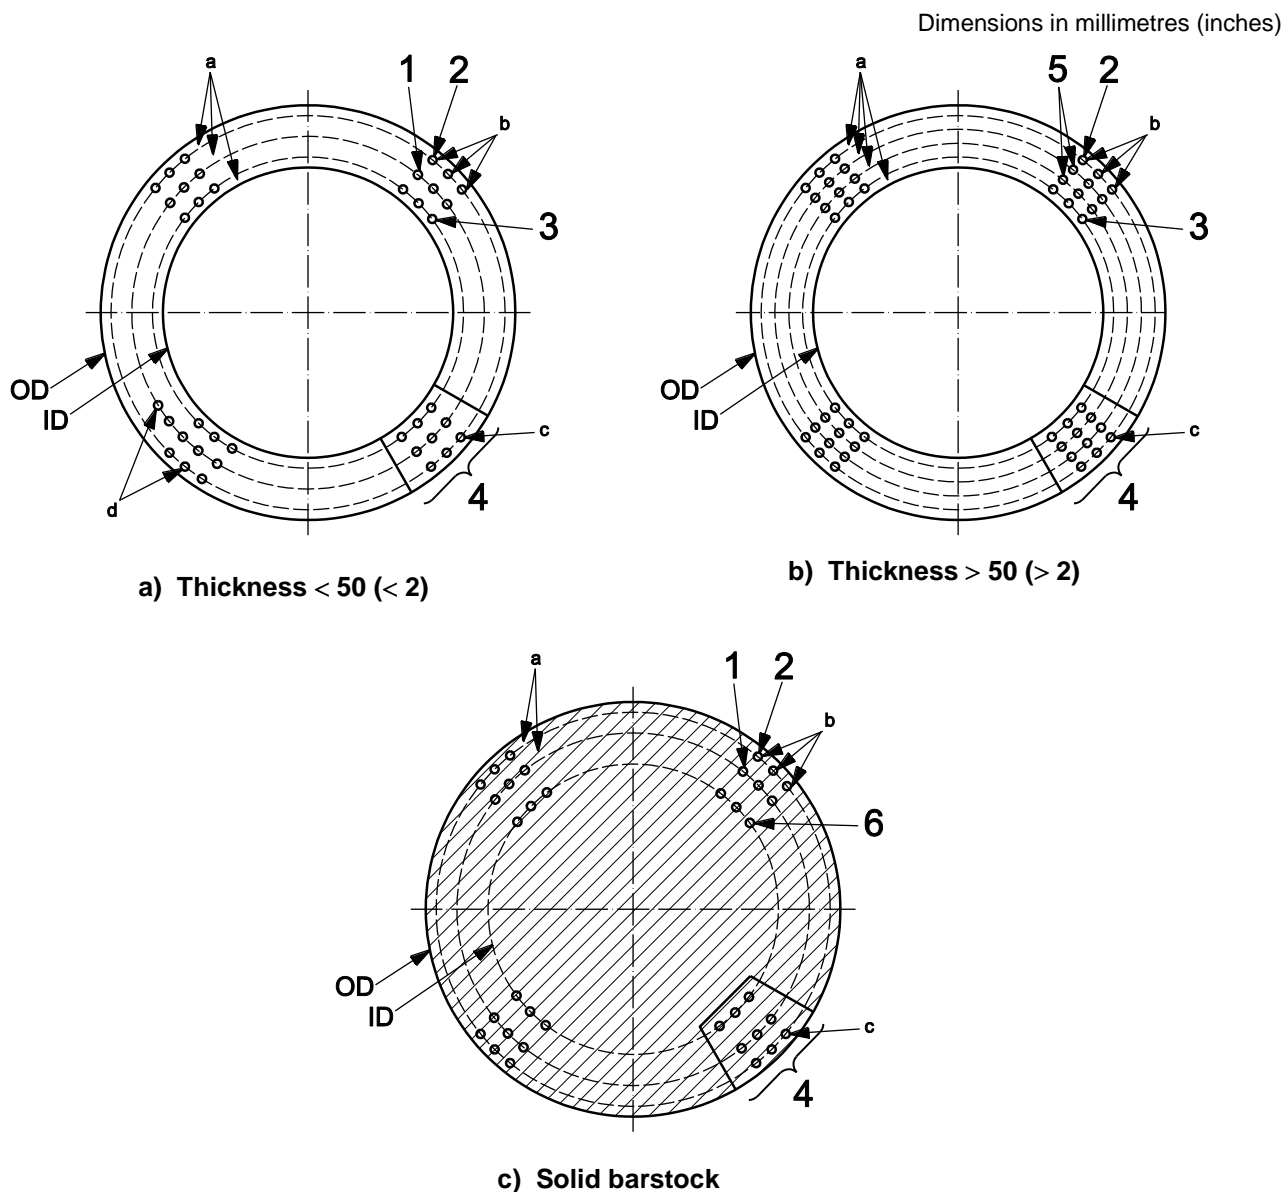 Dimensions in millimetres (inches)
a 1 2 b
3
OD
ID
d
c
4
a) Thickness < 50 (< 2)
a 5 2 b
3
OD
ID
c
4
b) Thickness > 50 (> 2)
a 1 2 b
6
OD
ID
c
4
c) Solid barstock